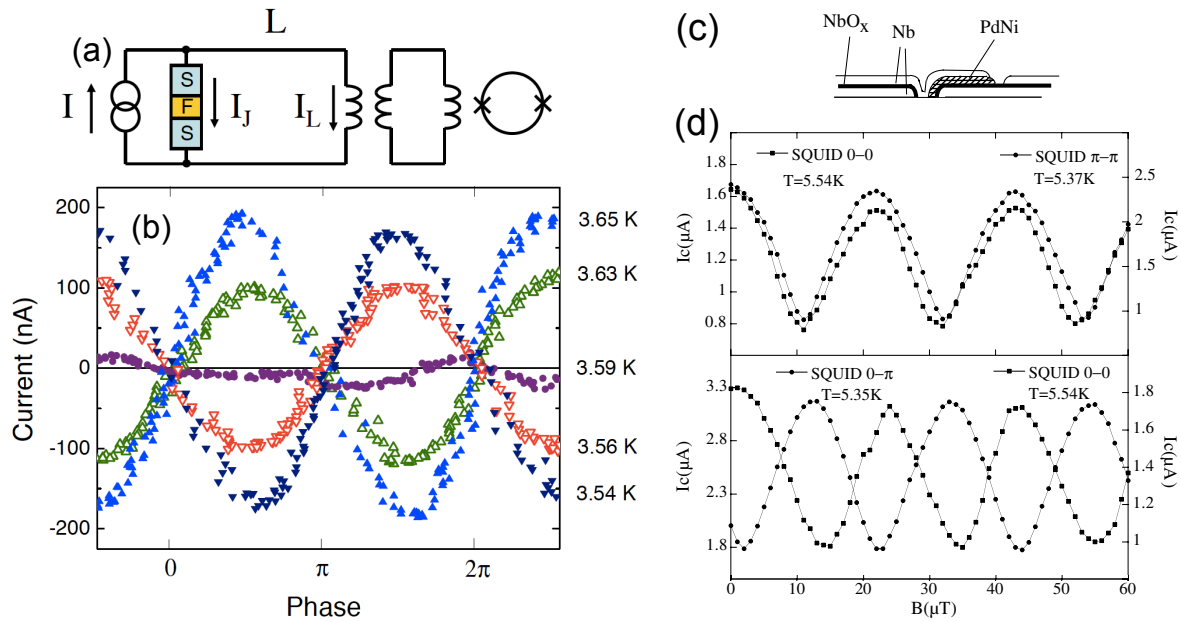 (a)
L
I
S
F
S
I_J
I_L
(b)
Current (nA)
200
100
0
-100
-200
0
π
2π
Phase
3.65 K
3.63 K
3.59 K
3.56 K
3.54 K
(c)
NbOₓ
Nb
PdNi
(d)
Ic(μA)
1.8
1.6
1.4
1.2
1
0.8
SQUID 0−0
T=5.54K
SQUID π−π
T=5.37K
2.5
2
1.5
1
Ic(μA)
Ic(μA)
3.3
2.8
2.3
1.8
SQUID 0−π
T=5.35K
SQUID 0−0
T=5.54K
1.8
1.6
1.4
1.2
1
Ic(μA)
0
10
20
30
40
50
60
B(μT)